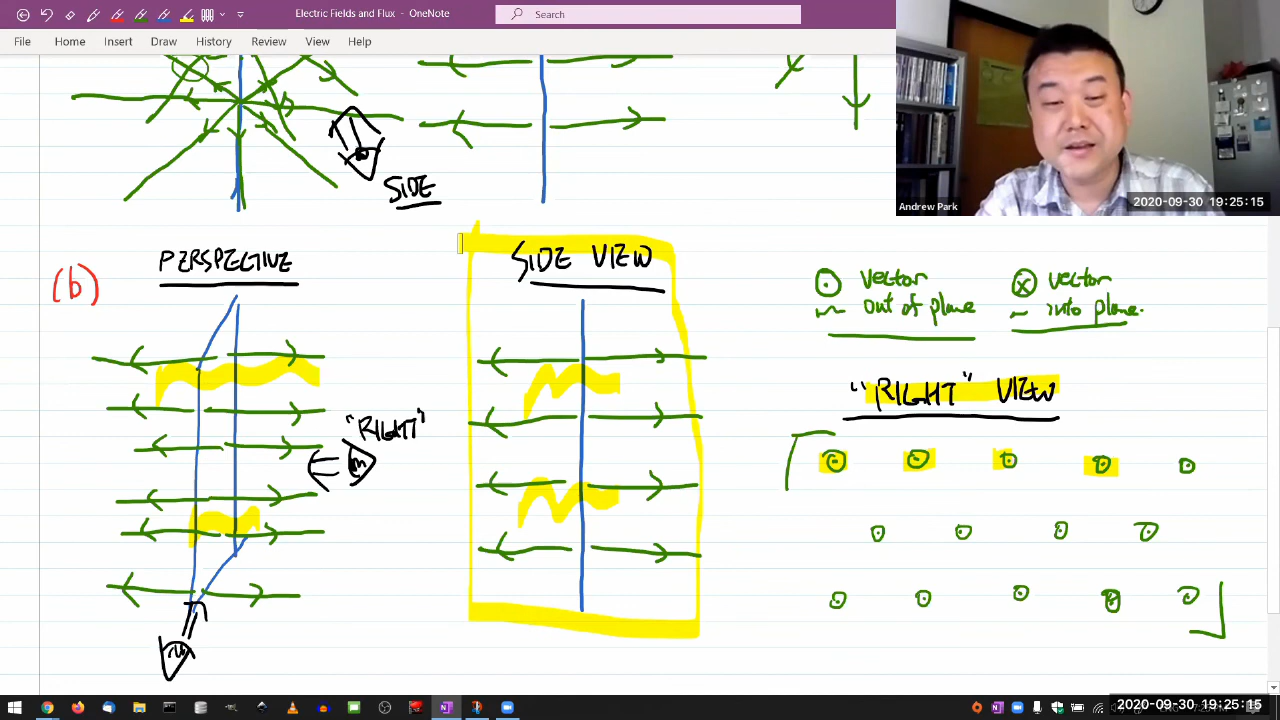 Electric Fields and Flux - OneNote
Search
File Home Insert Draw History Review View Help
Andrew Park
2020-09-30 19:25:15
SIDE
(b)
PERSPECTIVE
SIDE VIEW
vector
out of plane
vector
into plane.
"RIGHT" VIEW
"RIGHT"
2020-09-30 19:25:15